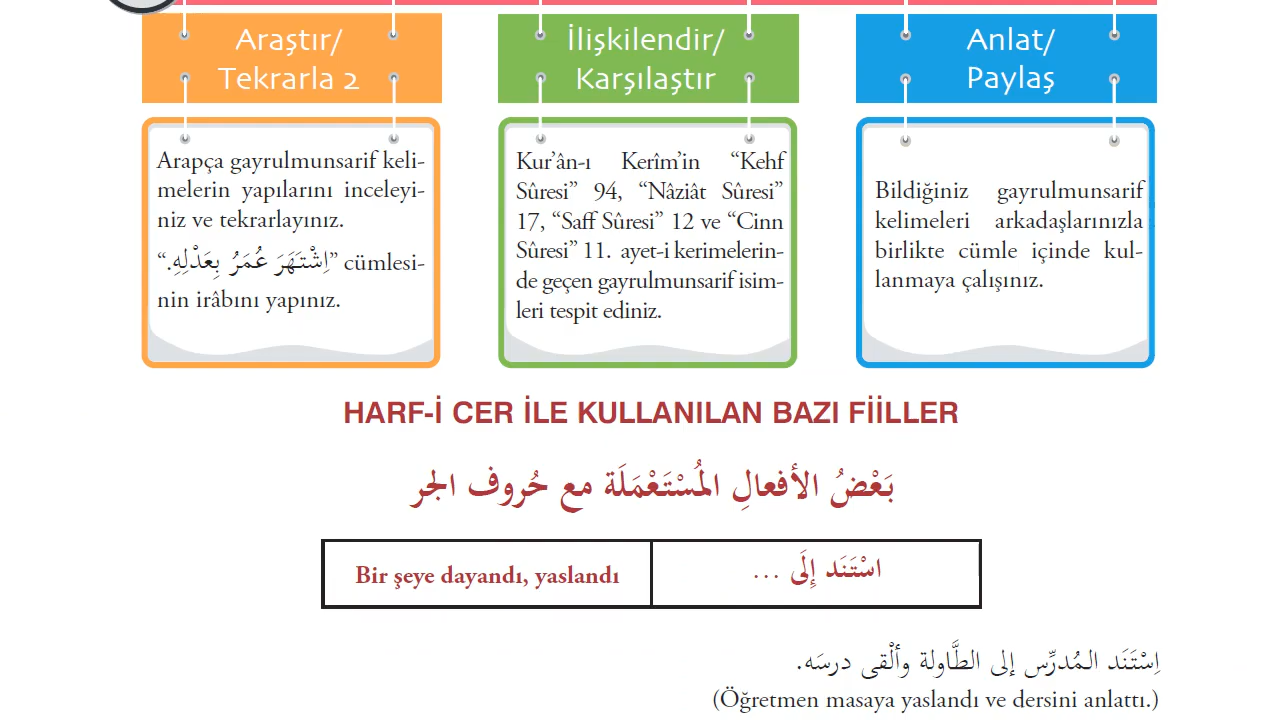 Araştır/
Tekrarla 2
Arapça gayrulmunsarif keli-
melerin yapılarını inceleyi-
niz ve tekrarlayınız.
“اِشْتَهَرَ عُمَرُ بِعَدْلِهِ.” cümlesi-
nin irâbını yapınız.
İlişkilendir/
Karşılaştır
Kur’ân-ı Kerîm’in “Kehf
Sûresi” 94, “Nâziât Sûresi”
17, “Saff Sûresi” 12 ve “Cinn
Sûresi” 11. ayet-i kerimelerin-
de geçen gayrulmunsarif isim-
leri tespit ediniz.
Anlat/
Paylaş
Bildiğiniz gayrulmunsarif
kelimeleri arkadaşlarınızla
birlikte cümle içinde kul-
lanmaya çalışınız.
HARF-İ CER İLE KULLANILAN BAZI FİİLLER
بَعْضُ الأفعالِ المُسْتَعْمَلَة مع حُروف الجر
Bir şeye dayandı, yaslandı
اسْتَنَد إِلَى ...
اِسْتَنَد المُدرِّس إلى الطَّاولة وألْقى درسَه.
(Öğretmen masaya yaslandı ve dersini anlattı.)